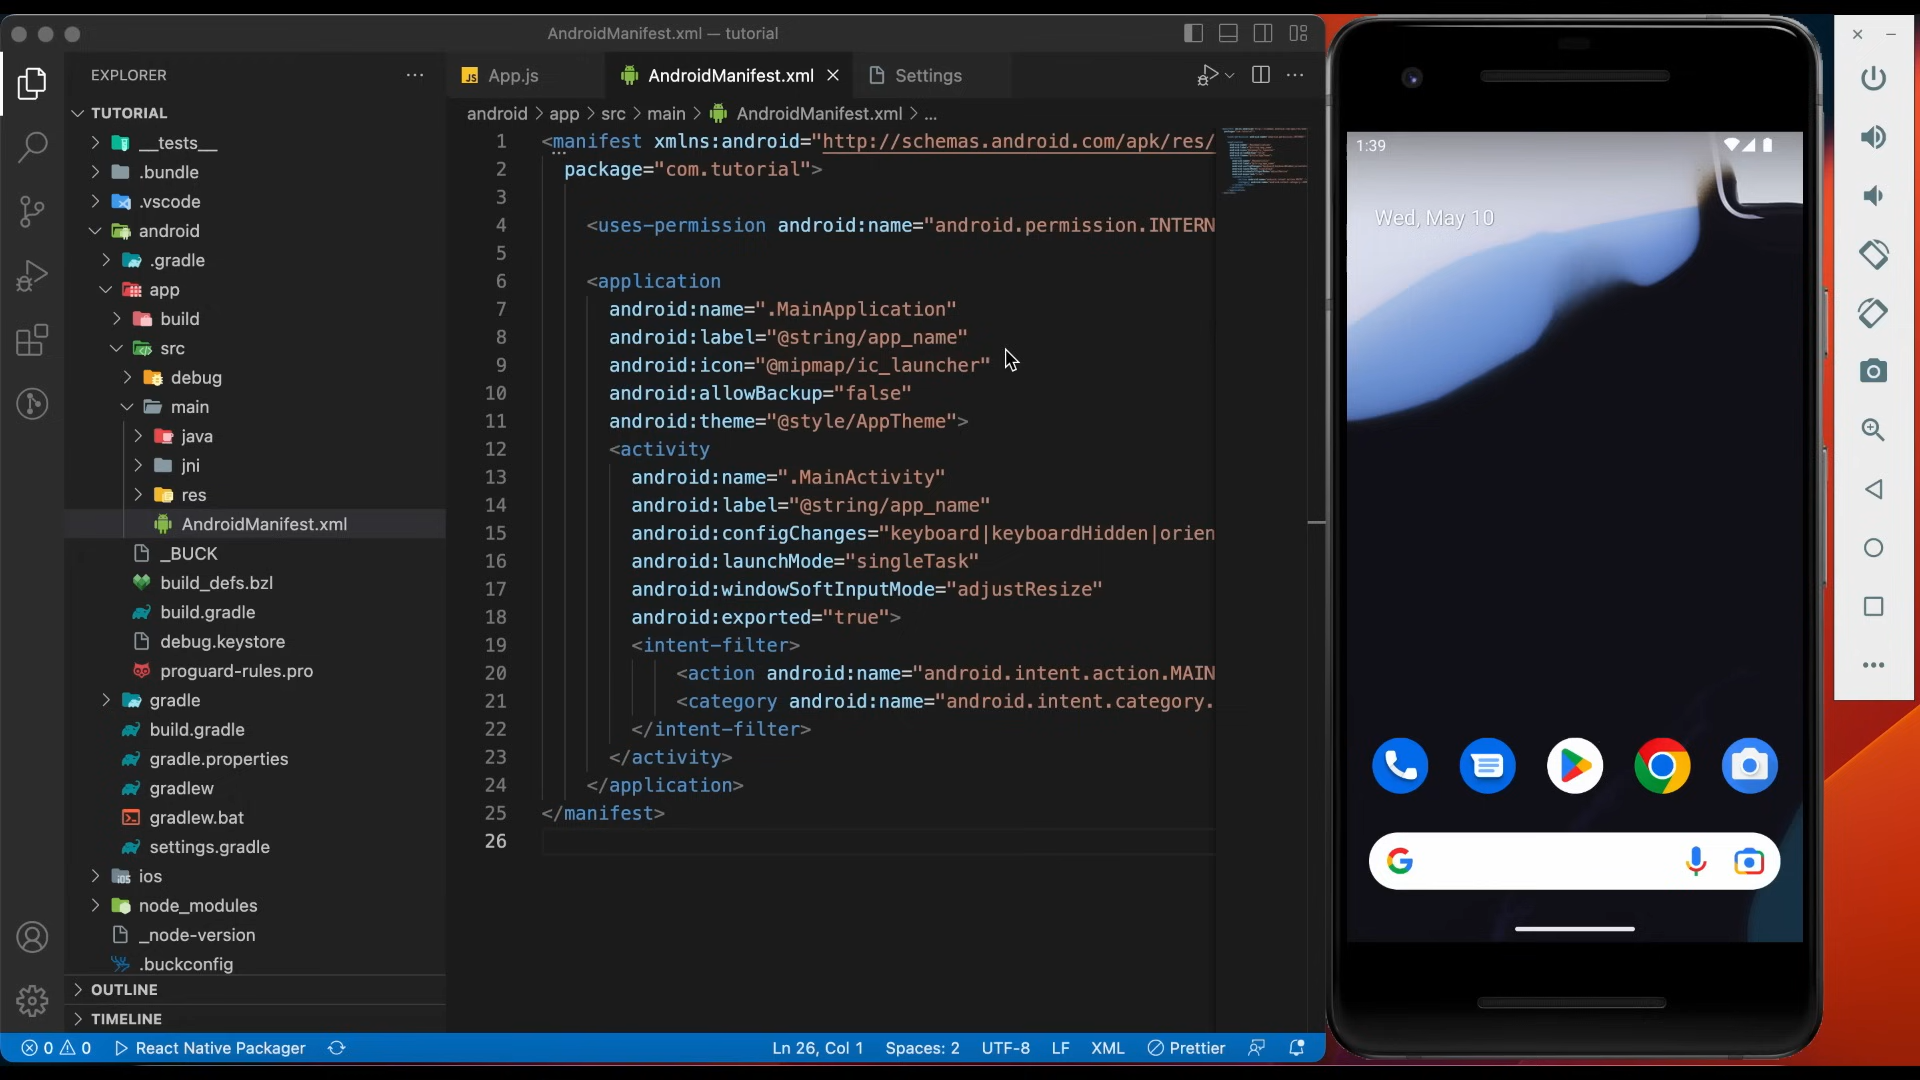 AndroidManifest.xml — tutorial
EXPLORER
TUTORIAL
__tests__
.bundle
.vscode
android
.gradle
app
build
src
debug
main
java
jni
res
AndroidManifest.xml
_BUCK
build_defs.bzl
build.gradle
debug.keystore
proguard-rules.pro
gradle
build.gradle
gradle.properties
gradlew
gradlew.bat
settings.gradle
ios
node_modules
_node-version
.buckconfig
OUTLINE
TIMELINE
JS App.js
AndroidManifest.xml
Settings
android > app > src > main > AndroidManifest.xml > ...
1 <manifest xmlns:android="http://schemas.android.com/apk/res/
2 package="com.tutorial">
3
4 <uses-permission android:name="android.permission.INTERN
5
6 <application
7 android:name=".MainApplication"
8 android:label="@string/app_name"
9 android:icon="@mipmap/ic_launcher"
10 android:allowBackup="false"
11 android:theme="@style/AppTheme">
12 <activity
13 android:name=".MainActivity"
14 android:label="@string/app_name"
15 android:configChanges="keyboard|keyboardHidden|orien
16 android:launchMode="singleTask"
17 android:windowSoftInputMode="adjustResize"
18 android:exported="true">
19 <intent-filter>
20 <action android:name="android.intent.action.MAIN
21 <category android:name="android.intent.category.
22 </intent-filter>
23 </activity>
24 </application>
25 </manifest>
26
0 0 React Native Packager
Ln 26, Col 1 Spaces: 2 UTF-8 LF XML Prettier
1:39
Wed, May 10